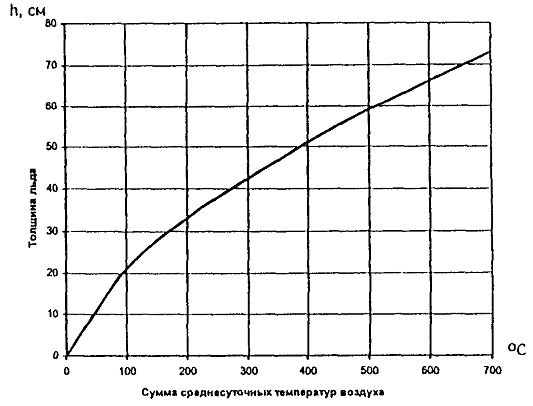 h, см
80
70
60
50
40
30
20
10
0
Толщина льда
0 100 200 300 400 500 600 700
°C
Сумма среднесуточных температур воздуха